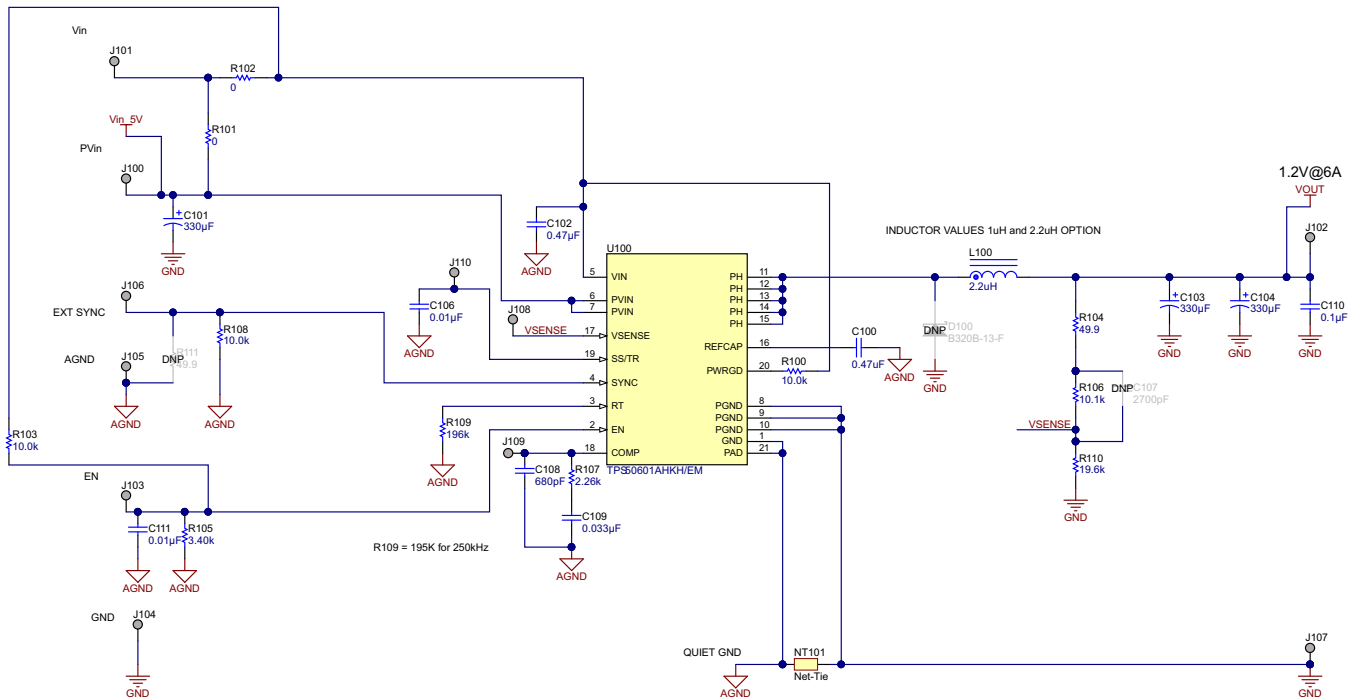 Vin
J101
R102
0
Vin_5V
R101
0
PVin
J100
C101
330µF
GND
1.2V@6A
VOUT
J102
C102
0.47µF
AGND
INDUCTOR VALUES 1uH and 2.2uH OPTION
L100
2.2uH
U100
5
VIN
6
PVIN
7
PVIN
17
VSENSE
19
SS/TR
4
SYNC
3
RT
2
EN
18
COMP
PH
11
PH
12
PH
13
PH
14
PH
15
REFCAP
16
PWRGD
20
PGND
8
PGND
9
PGND
10
GND
1
PAD
21
TPS50601AHKH/EM
J110
C106
0.01µF
AGND
J108
VSENSE
J106
EXT SYNC
R108
10.0k
AGND
DNP
R111
49.9
AGND
J105
AGND
C100
0.47uF
AGND
R100
10.0k
DNP
D100
B320B-13-F
GND
R104
49.9
C103
330µF
GND
C104
330µF
GND
C110
0.1µF
GND
R106
10.1k
DNP
C107
2700pF
VSENSE
R110
19.6k
GND
R103
10.0k
R109
196k
AGND
J109
C108
680pF
R107
2.26k
C109
0.033µF
AGND
EN
J103
C111
0.01µF
AGND
R105
3.40k
AGND
R109 = 195K for 250kHz
GND
J104
GND
QUIET GND
AGND
NT101
Net-Tie
J107
GND